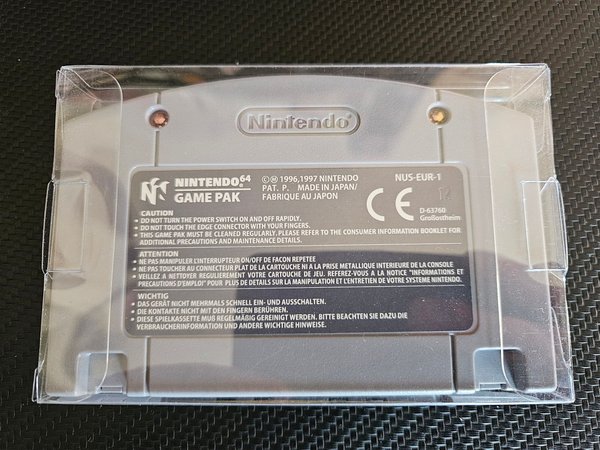 Nintendo
NINTENDO 64
GAME PAK
©® 1996,1997 NINTENDO
PAT. P. MADE IN JAPAN/
FABRIQUE AU JAPON
NUS-EUR-1
CE
D-63760
Großostheim
CAUTION
• DO NOT TURN THE POWER SWITCH ON AND OFF RAPIDLY.
• DO NOT TOUCH THE EDGE CONNECTOR WITH YOUR FINGERS.
• THIS GAME PAK MUST BE CLEANED REGULARLY. PLEASE REFER TO THE CONSUMER INFORMATION BOOKLET FOR
ADDITIONAL PRECAUTIONS AND MAINTENANCE DETAILS.
ATTENTION
• NE PAS MANIPULER L'INTERRUPTEUR ON/OFF DE FACON REPETEE
• NE PAS TOUCHER AU CONNECTEUR PLAT DE LA CARTOUCHE NI A LA PRISE METALLIQUE INTERIEURE DE LA CONSOLE
• VEILLEZ A NETTOYER REGULIEREMENT VOTRE CARTOUCHE DE JEU. REFEREZ-VOUS A LA NOTICE "INFORMATIONS ET
PRECAUTIONS D'EMPLOI" POUR PLUS DE DETAILS SUR LA MANIPULATION ET L'ENTRETIEN DE VOTRE SYSTEME NINTENDO.
WICHTIG
• DAS GERÄT NICHT MEHRMALS SCHNELL EIN- UND AUSSCHALTEN.
• DIE KONTAKTE NICHT MIT DEN FINGERN BERÜHREN.
• DIESE SPIELKASSETTE MUß REGELMÄßIG GEREINIGT WERDEN. BITTE BEACHTEN SIE DAZU DIE
VERBRAUCHERINFORMATION UND ANDERE WICHTIGE HINWEISE.